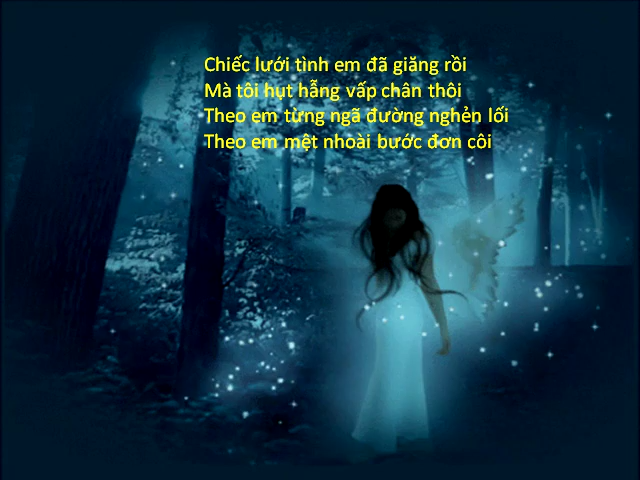 Chiếc lưới tình em đã giăng rồi
Mà tôi hụt hẫng vấp chân thôi
Theo em từng ngã đường nghẻn lối
Theo em mệt nhoài bước đơn côi